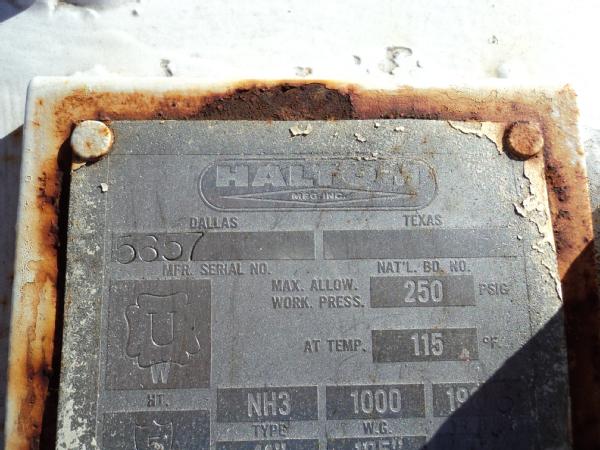 HALTOM
MFG. INC.
DALLAS TEXAS
5357
MFR. SERIAL NO. NAT'L. BD. NO.
MAX. ALLOW.
WORK. PRESS. 250 PSIG
U
AT TEMP. 115 °F.
W
HT. NH3 1000
TYPE W.G.